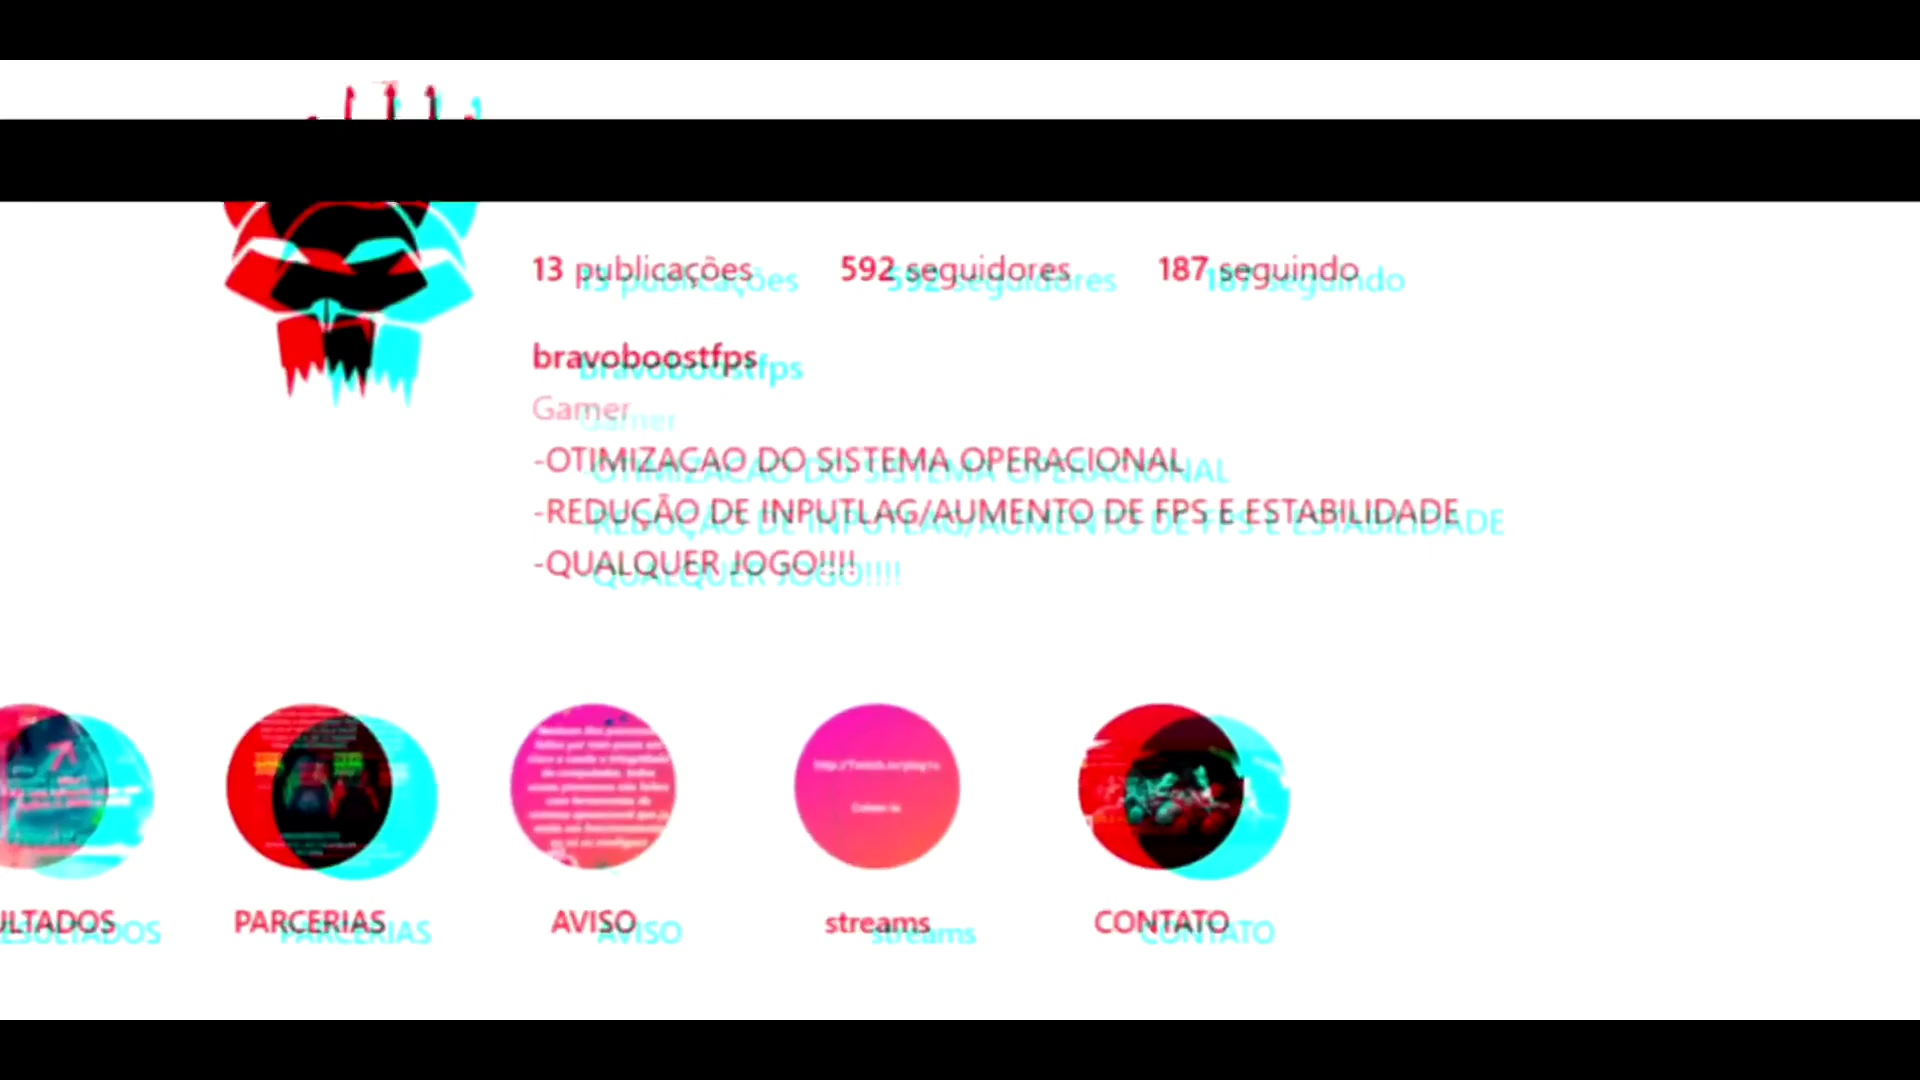 13 publicações 592 seguidores 187 seguindo
bravoboostfps
Gamer
-OTIMIZACAO DO SISTEMA OPERACIONAL
-REDUÇÃO DE INPUTLAG/AUMENTO DE FPS E ESTABILIDADE
-QUALQUER JOGO!!!!
ULTADOS PARCERIAS AVISO streams CONTATO